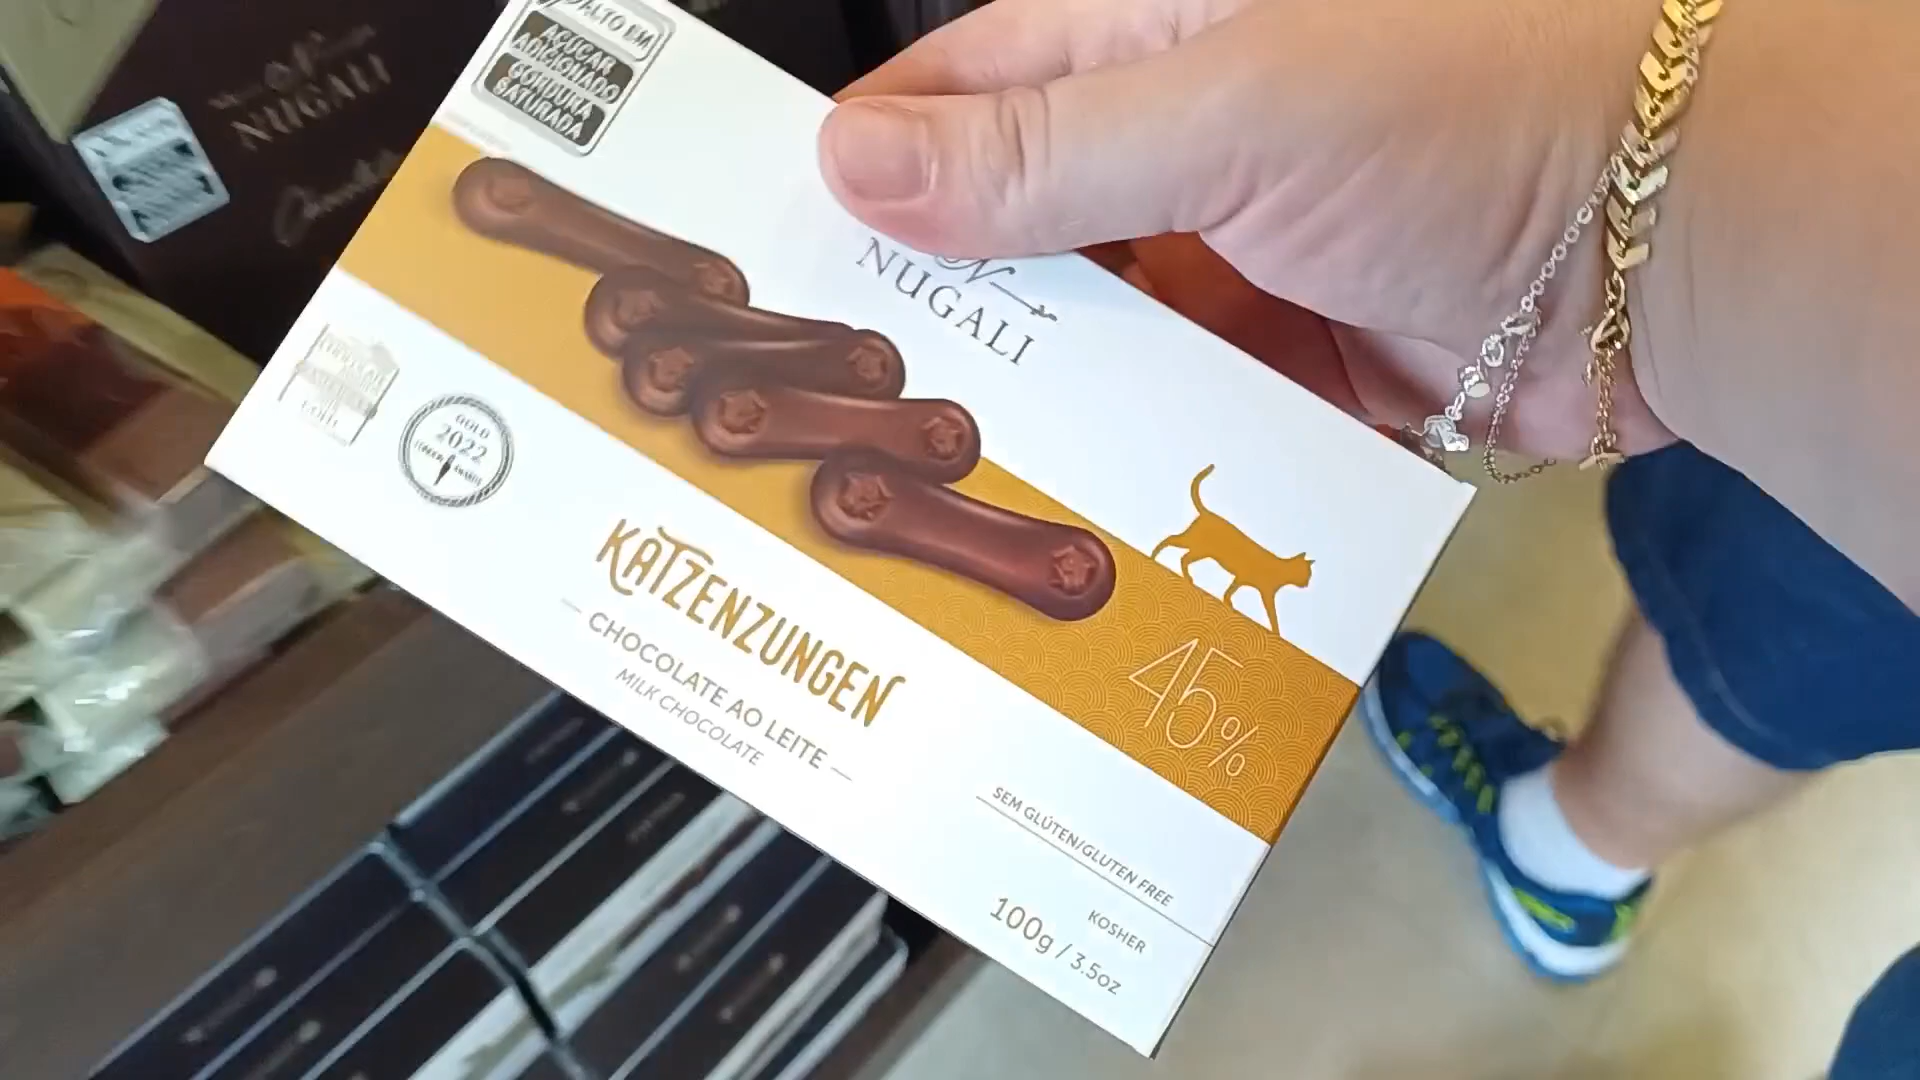 ALTO EM
AÇÚCAR
ADICIONADO
GORDURA
SATURADA
NUGALI
N
NUGALI
GOLD
2022
KATZENZUNGEN
CHOCOLATE AO LEITE
MILK CHOCOLATE
45%
SEM GLÚTEN/GLUTEN FREE
KOSHER
100g / 3.5oz